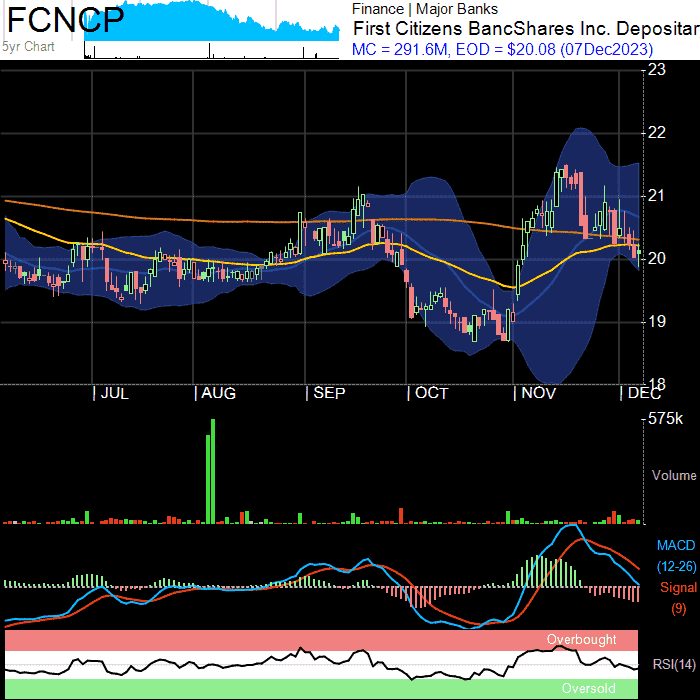 FCNCP
5yr Chart
Finance | Major Banks
First Citizens BancShares Inc. Depositar
MC = 291.6M, EOD = $20.08 (07Dec2023)
23
22
21
20
19
18
| JUL | AUG | SEP | OCT | NOV | DEC
575k
Volume
MACD
(12-26)
Signal
(9)
Overbought
RSI(14)
Oversold